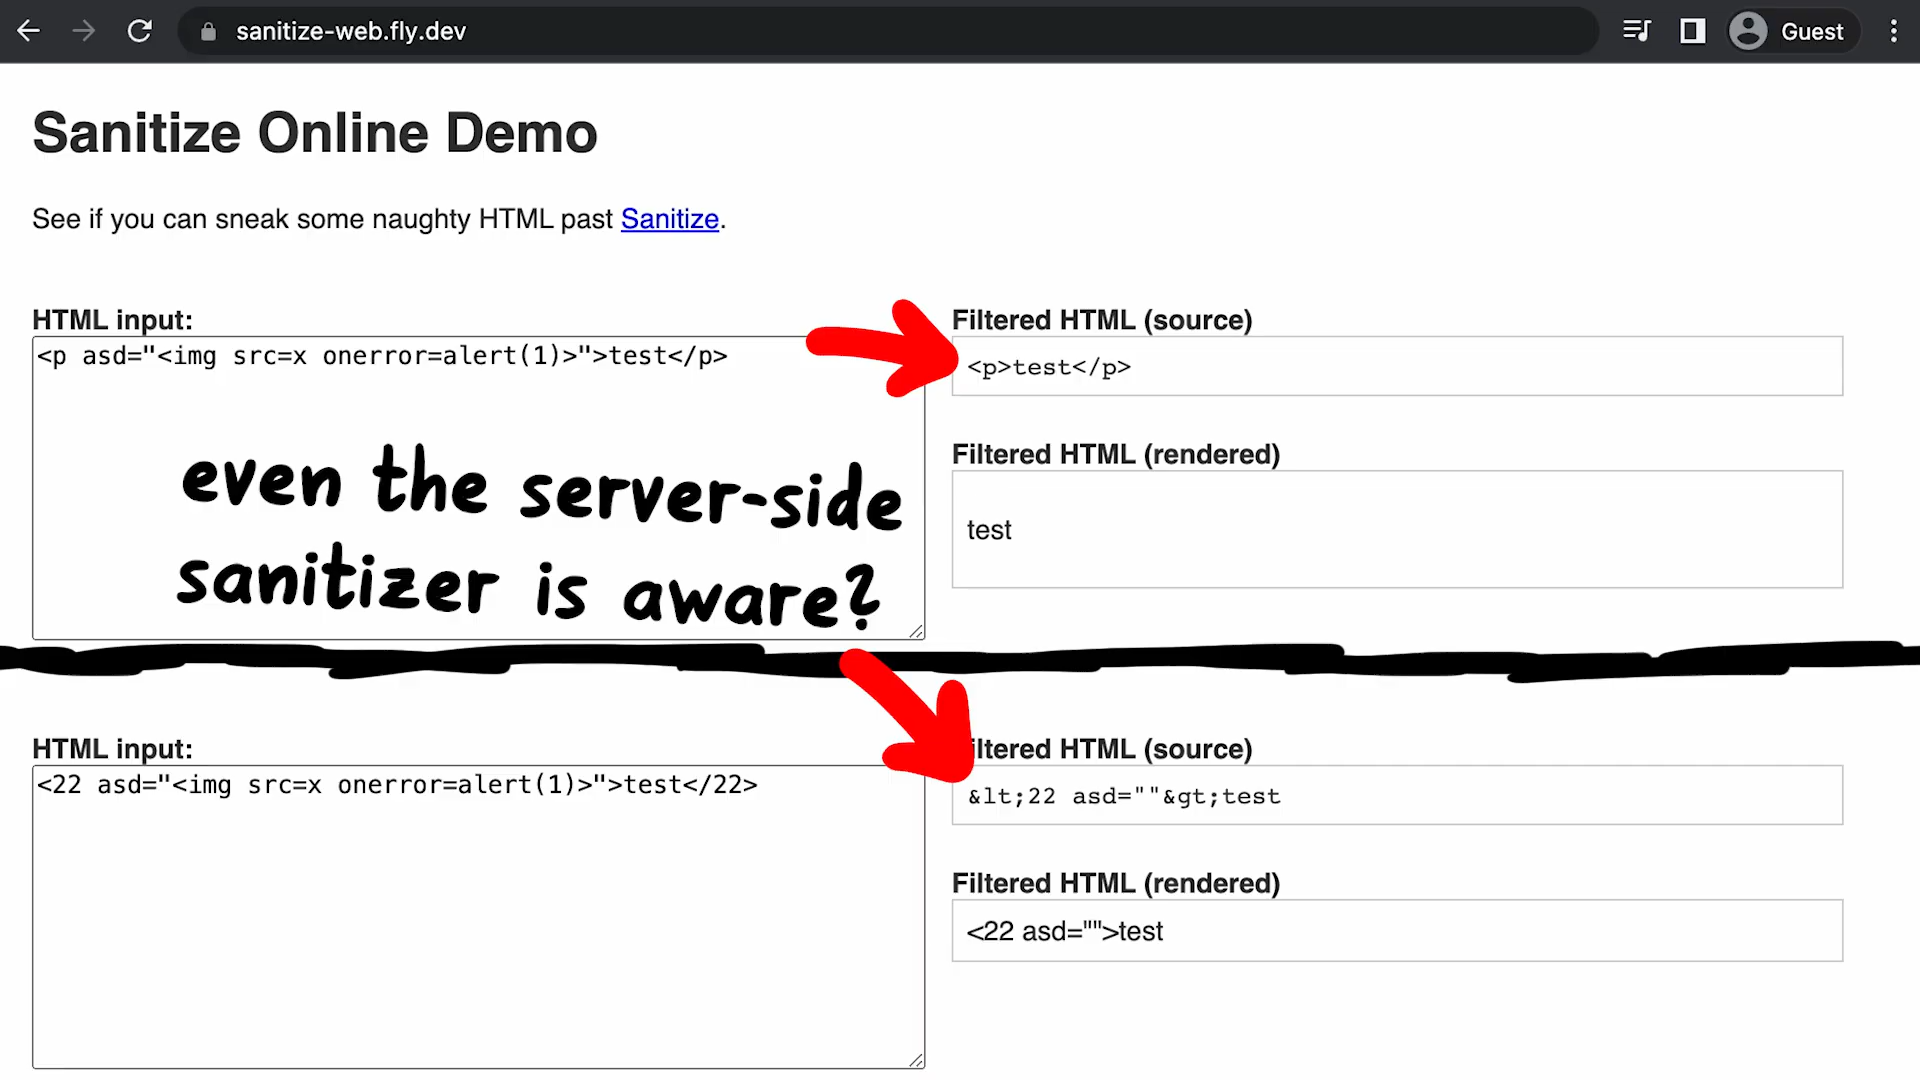 sanitize-web.fly.dev
Guest
Sanitize Online Demo
See if you can sneak some naughty HTML past Sanitize.
HTML input:
<p asd="<img src=x onerror=alert(1)>">test</p>
even the server-side
sanitizer is aware?
Filtered HTML (source)
<p>test</p>
Filtered HTML (rendered)
test
HTML input:
<22 asd="<img src=x onerror=alert(1)>">test</22>
iltered HTML (source)
&lt;22 asd=""&gt;test
Filtered HTML (rendered)
<22 asd="">test